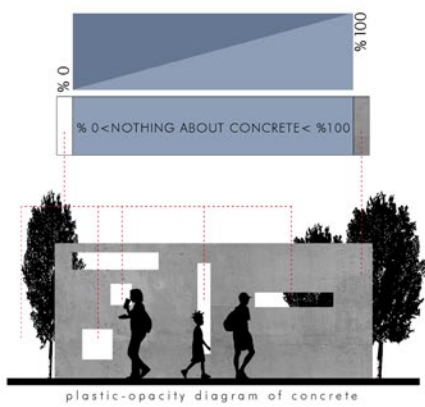 % 0
%100
% 0<NOTHING ABOUT CONCRETE< %100
plastic-opacity diagram of concrete